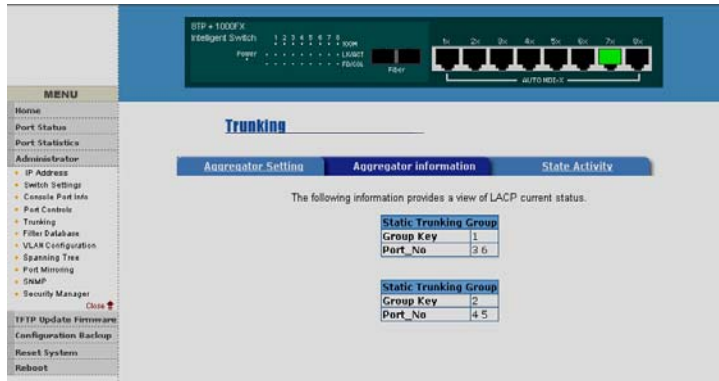 8TP + 1000FX
Intelligent Switch
1 2 3 4 5 6 7 8
100M
Power
LK/ACT
FD/COL
Fiber
1x 2x 3x 4x 5x 6x 7x 8x
AUTO MDI-X
MENU
Home
Port Status
Port Statistics
Administrator
IP Address
Switch Settings
Console Port Info
Port Controls
Trunking
Filter Database
VLAN Configuration
Spanning Tree
Port Mirroring
SNMP
Security Manager
Close
TFTP Update Firmware
Configuration Backup
Reset System
Reboot
Trunking
Aggregator Setting
Aggregator information
State Activity
The following information provides a view of LACP current status.
Static Trunking Group
Group Key 1
Port_No 3 6
Static Trunking Group
Group Key 2
Port_No 4 5